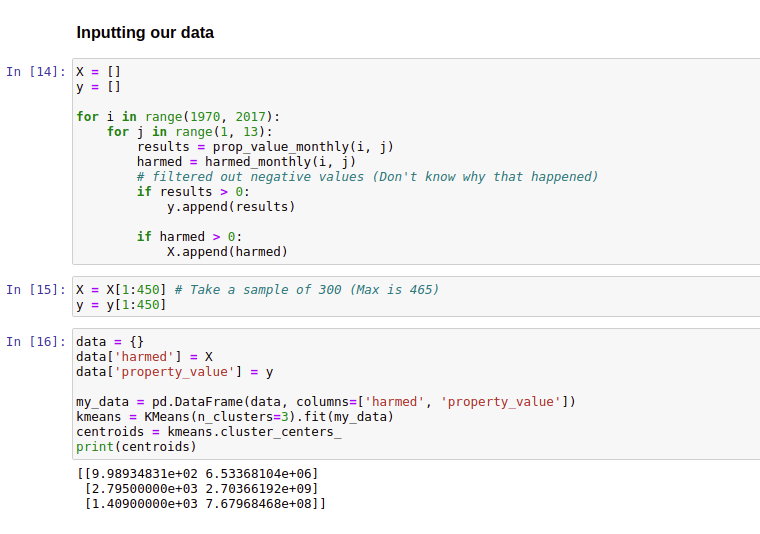 Inputting our data
In [14]: X = []
y = []
for i in range(1970, 2017):
    for j in range(1, 13):
        results = prop_value_monthly(i, j)
        harmed = harmed_monthly(i, j)
        # filtered out negative values (Don't know why that happened)
        if results > 0:
            y.append(results)
        if harmed > 0:
            X.append(harmed)
In [15]: X = X[1:450] # Take a sample of 300 (Max is 465)
y = y[1:450]
In [16]: data = {}
data['harmed'] = X
data['property_value'] = y
my_data = pd.DataFrame(data, columns=['harmed', 'property_value'])
kmeans = KMeans(n_clusters=3).fit(my_data)
centroids = kmeans.cluster_centers_
print(centroids)
[[9.98934831e+02 6.53368104e+06]
 [2.79500000e+03 2.70366192e+09]
 [1.40900000e+03 7.67968468e+08]]